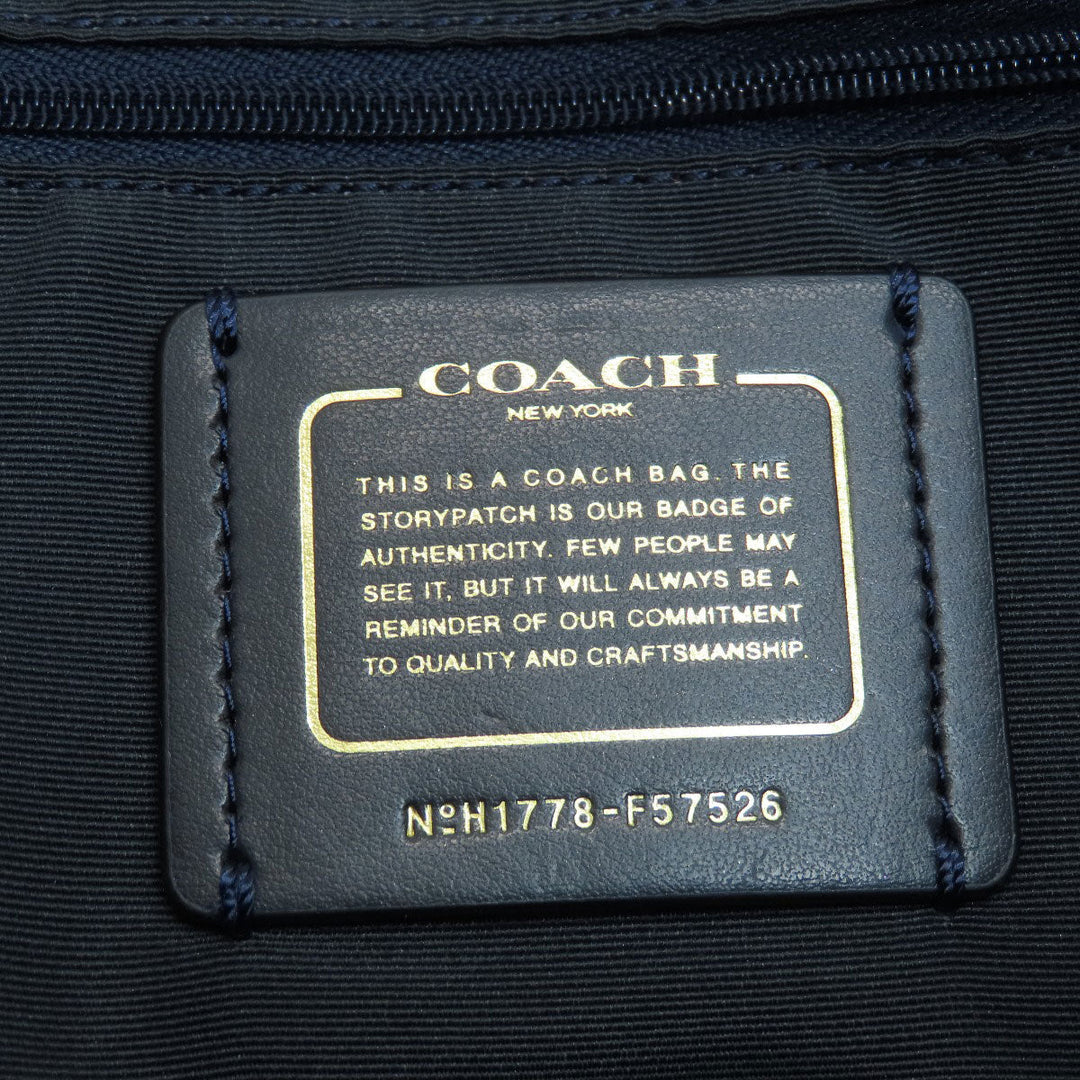 COACH
NEW YORK
THIS IS A COACH BAG. THE
STORYPATCH IS OUR BADGE OF
AUTHENTICITY. FEW PEOPLE MAY
SEE IT, BUT IT WILL ALWAYS BE A
REMINDER OF OUR COMMITMENT
TO QUALITY AND CRAFTSMANSHIP.
NºH1778-F57526